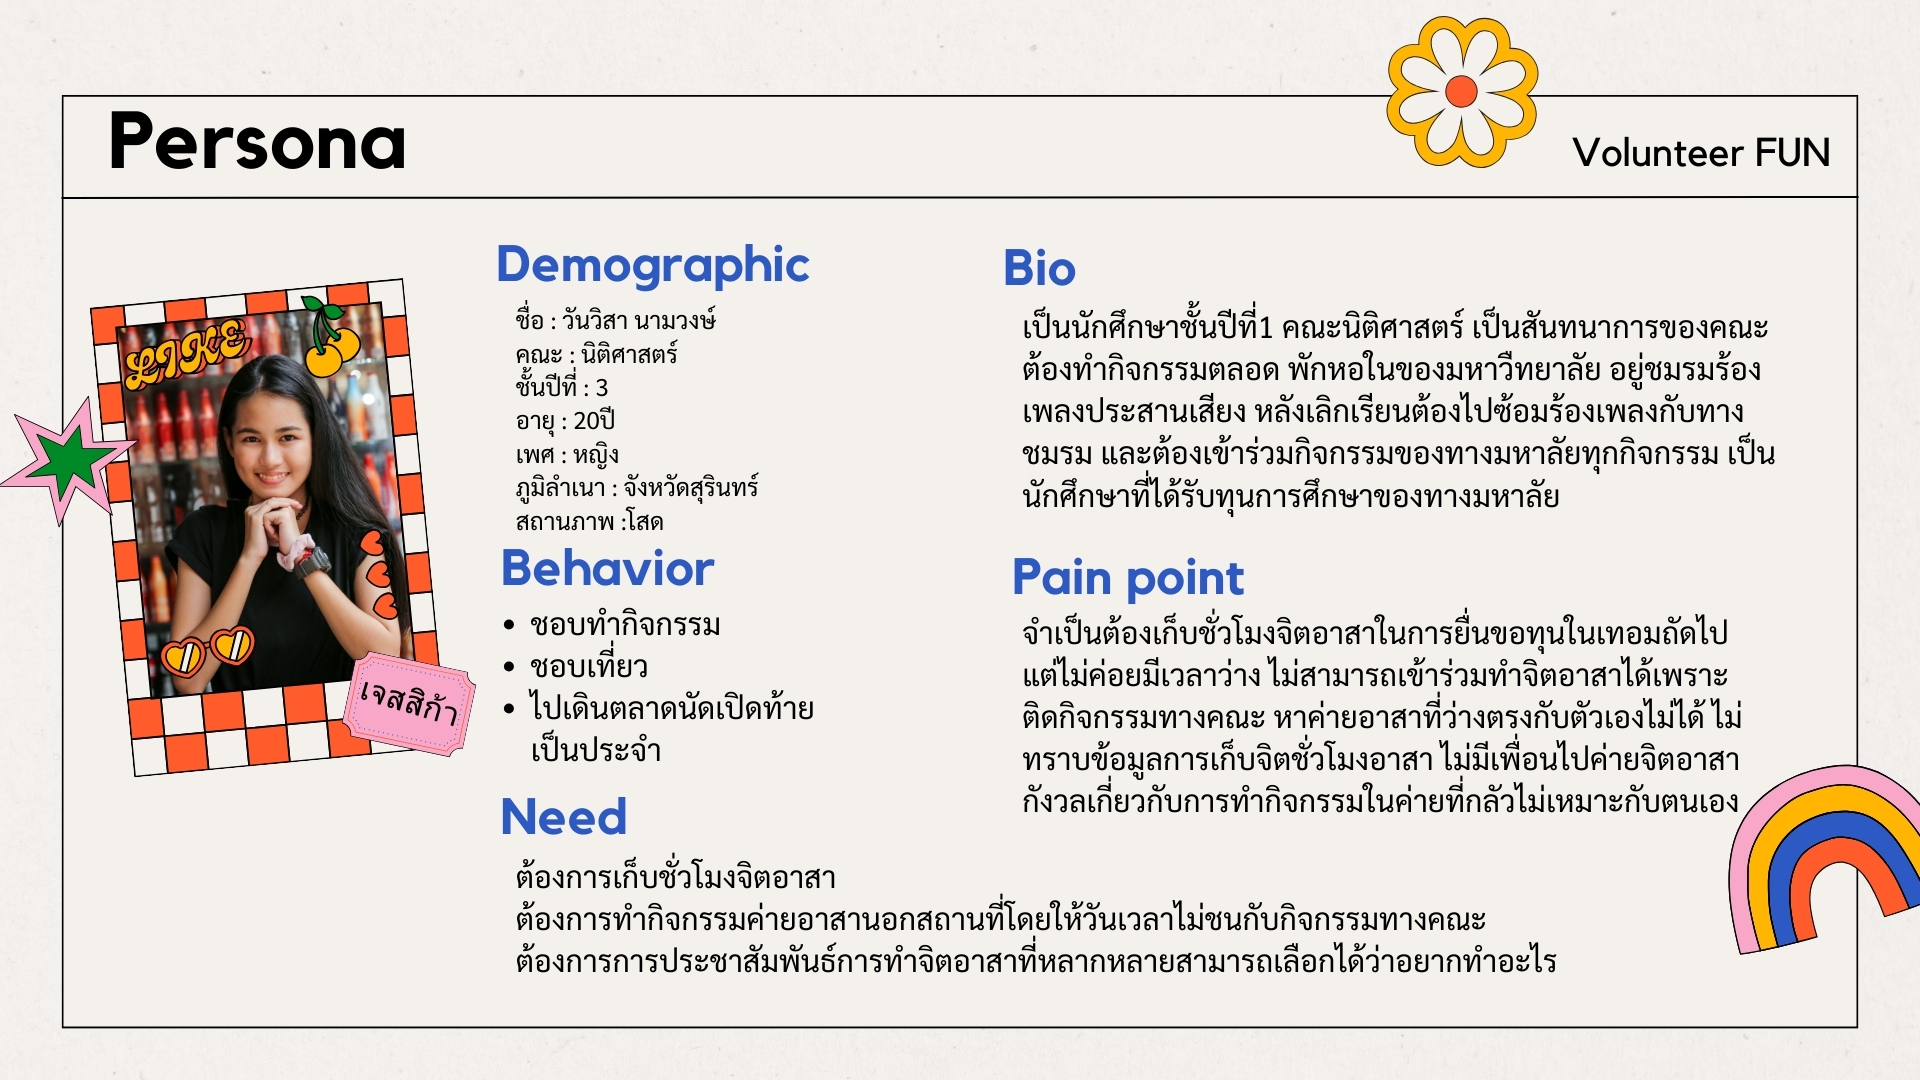 Persona
Volunteer FUN
LIKE
เจสสิก้า
Demographic
ชื่อ : วันวิสา นามวงษ์
คณะ : นิติศาสตร์
ชั้นปีที่ : 3
อายุ : 20ปี
เพศ : หญิง
ภูมิลำเนา : จังหวัดสุรินทร์
สถานภาพ :โสด
Behavior
• ชอบทำกิจกรรม
• ชอบเที่ยว
• ไปเดินตลาดนัดเปิดท้าย
เป็นประจำ
Need
ต้องการเก็บชั่วโมงจิตอาสา
ต้องการทำกิจกรรมค่ายอาสานอกสถานที่โดยให้วันเวลาไม่ชนกับกิจกรรมทางคณะ
ต้องการการประชาสัมพันธ์การทำจิตอาสาที่หลากหลายสามารถเลือกได้ว่าอยากทำอะไร
Bio
เป็นนักศึกษาชั้นปีที่1 คณะนิติศาสตร์ เป็นสันทนาการของคณะ
ต้องทำกิจกรรมตลอด พักหอในของมหาวืทยาลัย อยู่ชมรมร้อง
เพลงประสานเสียง หลังเลิกเรียนต้องไปซ้อมร้องเพลงกับทาง
ชมรม และต้องเข้าร่วมกิจกรรมของทางมหาลัยทุกกิจกรรม เป็น
นักศึกษาที่ได้รับทุนการศึกษาของทางมหาลัย
Pain point
จำเป็นต้องเก็บชั่วโมงจิตอาสาในการยื่นขอทุนในเทอมถัดไป
แต่ไม่ค่อยมีเวลาว่าง ไม่สามารถเข้าร่วมทำจิตอาสาได้เพราะ
ติดกิจกรรมทางคณะ หาค่ายอาสาที่ว่างตรงกับตัวเองไม่ได้ ไม่
ทราบข้อมูลการเก็บจิตชั่วโมงอาสา ไม่มีเพื่อนไปค่ายจิตอาสา
กังวลเกี่ยวกับการทำกิจกรรมในค่ายที่กลัวไม่เหมาะกับตนเอง